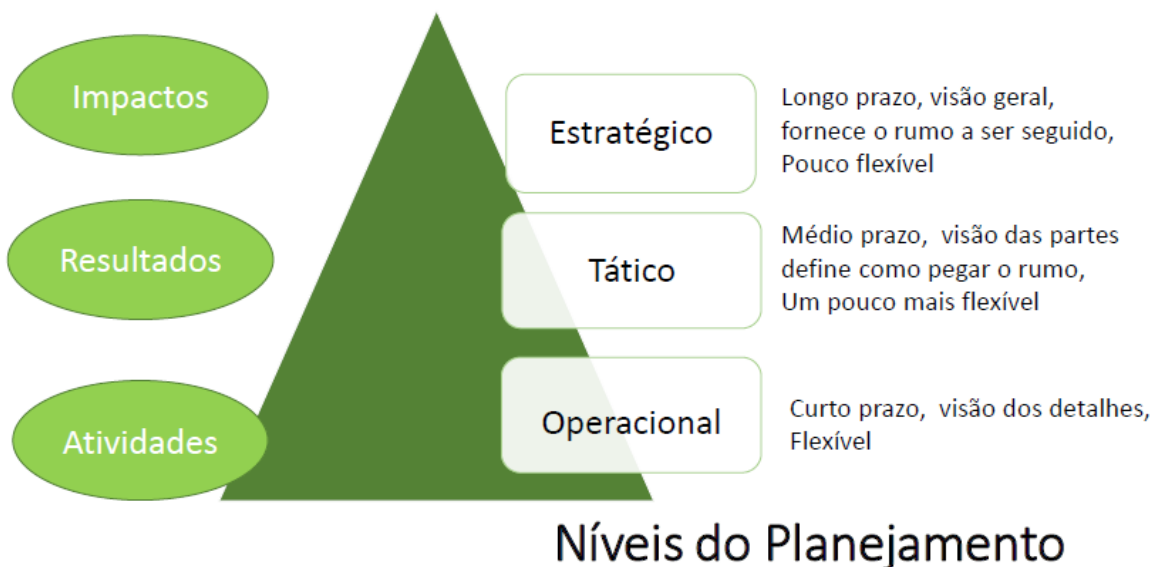 Impactos
Estratégico
Longo prazo, visão geral,
fornece o rumo a ser seguido,
Pouco flexível
Resultados
Tático
Médio prazo, visão das partes
define como pegar o rumo,
Um pouco mais flexível
Atividades
Operacional
Curto prazo, visão dos detalhes,
Flexível
Níveis do Planejamento